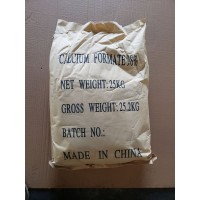 CALCIUM FORMATE 98%
NET WEIGHT:25KG
GROSS WEIGHT:25.2KG
BATCH NO.:
MADE IN CHINA